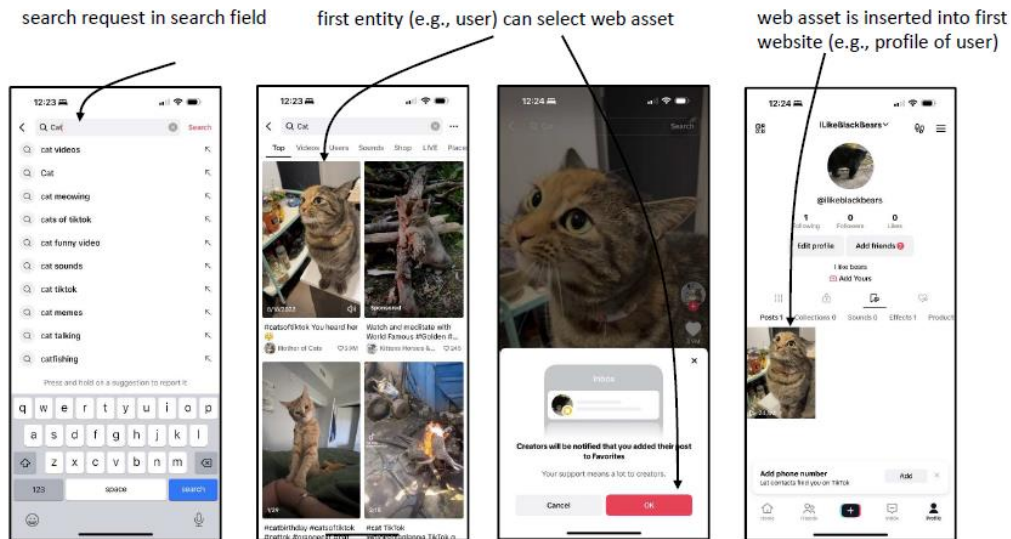 search request in search field
first entity (e.g., user) can select web asset
web asset is inserted into first
website (e.g., profile of user)
12:23
Cat
Search
cat videos
Cat
cat meowing
cats of tiktok
cat funny video
cat sounds
cat tiktok
cat memes
cat talking
catfishing
Press and hold on a suggestion to report it
q w e r t y u i o p
a s d f g h j k l
z x c v b n m
123 space search
12:23
Cat
Top Videos Users Sounds Shop LIVE Place
Sponsored
#catsoftiktok You heard her
Mother of Cats
Watch and meditate with
World Famous #Golden #...
Kittens Horses & ...
1/29
#catbirthday #catsoftiktok
#cat TikTok
12:24
Search
Inbox
Creators will be notified that you added their post
to Favorites
Your support means a lot to creators.
Cancel OK
12:24
ILikeBlackBears
@ilikeblackbears
1 0 0
Following Followers Likes
Edit profile Add friends
I like bears
Add Yours
Posts 1 Collections 0 Sounds 0 Effects 1 Product
Add phone number
Let contacts find you on TikTok
Add
Home Friends Inbox Profile